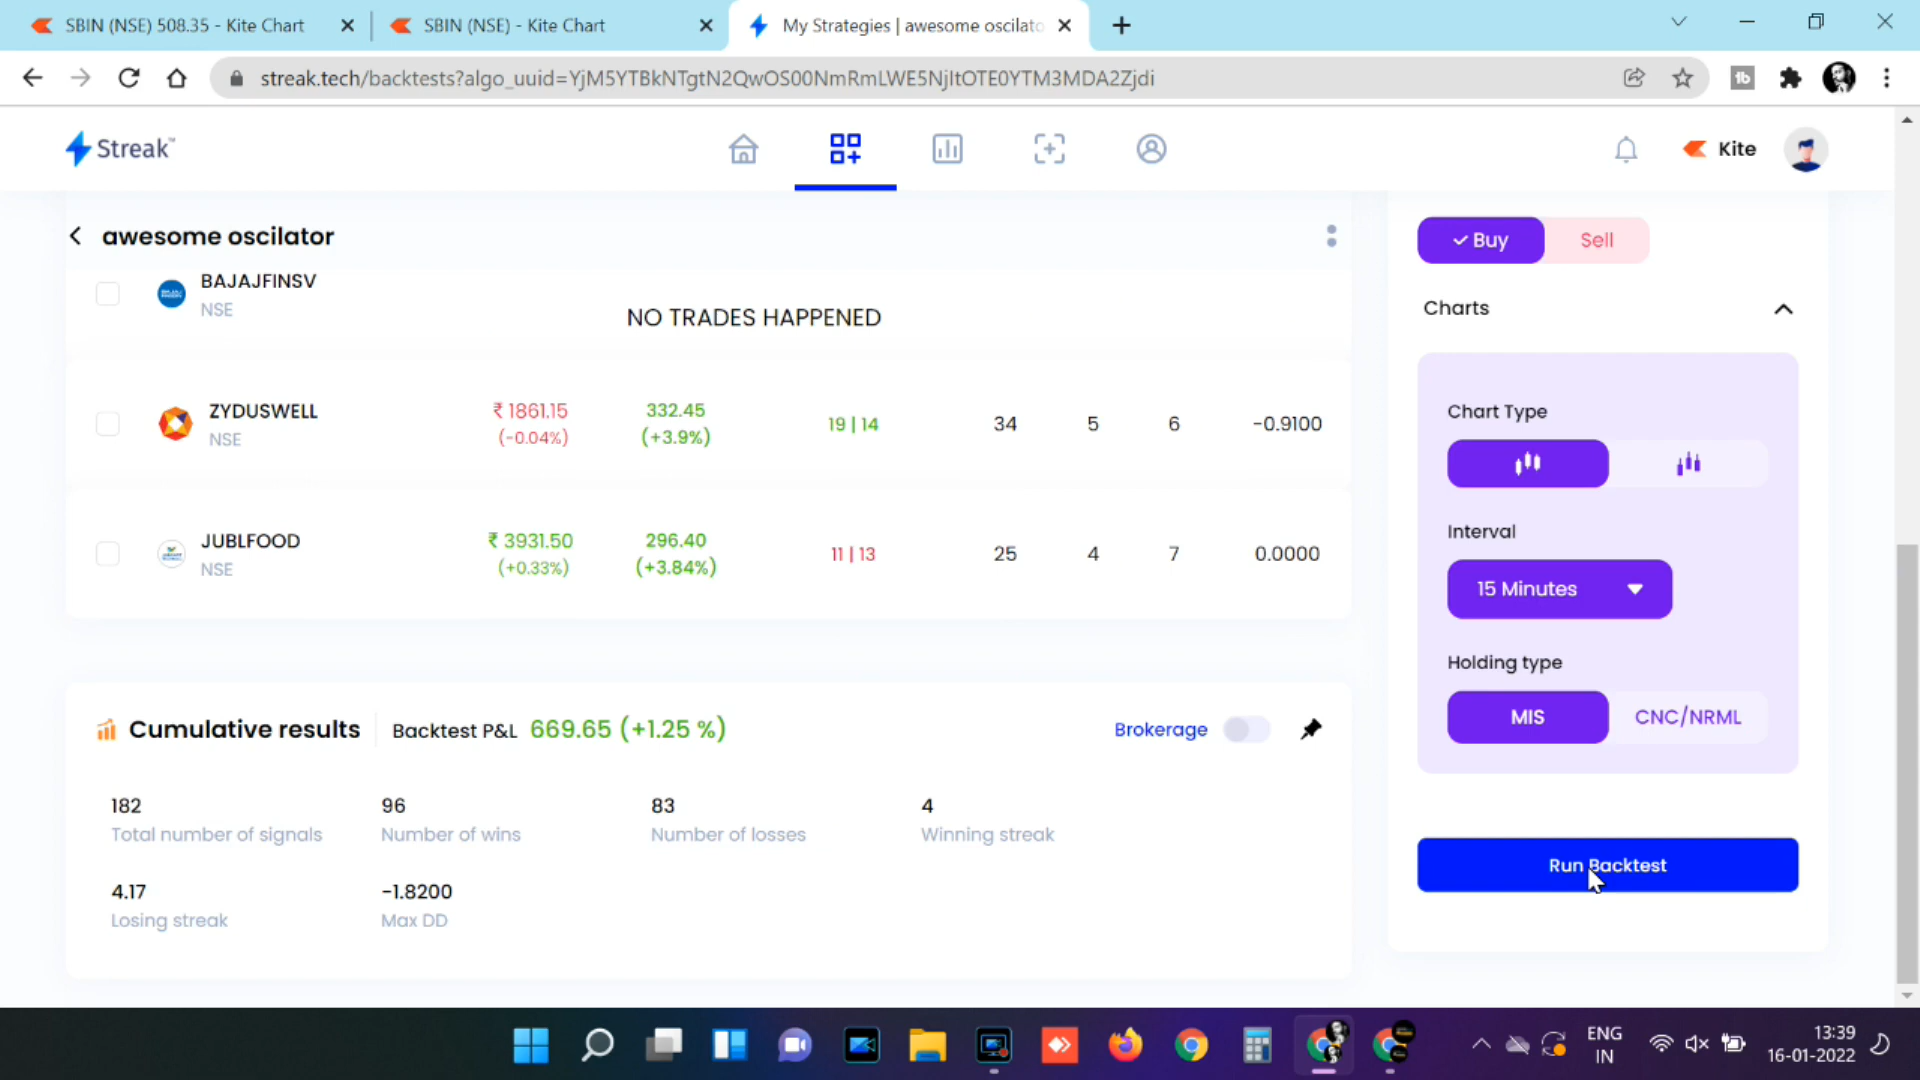 SBIN (NSE) 508.35 - Kite Chart
SBIN (NSE) - Kite Chart
My Strategies | awesome oscilato
streak.tech/backtests?algo_uuid=YjM5YTBkNTgtN2QwOS00NmRmLWE5NjItOTE0YTM3MDA2Zjdi
Streak™
Kite
awesome oscilator
BAJAJFINSV
NSE
NO TRADES HAPPENED
ZYDUSWELL
NSE
₹ 1861.15
(-0.04%)
332.45
(+3.9%)
19 | 14
34
5
6
-0.9100
JUBLFOOD
NSE
₹ 3931.50
(+0.33%)
296.40
(+3.84%)
11 | 13
25
4
7
0.0000
Cumulative results
Backtest P&L 669.65 (+1.25 %)
Brokerage
182
Total number of signals
96
Number of wins
83
Number of losses
4
Winning streak
4.17
Losing streak
-1.8200
Max DD
Buy
Sell
Charts
Chart Type
Interval
15 Minutes
Holding type
MIS
CNC/NRML
Run Backtest
ENG
IN
13:39
16-01-2022